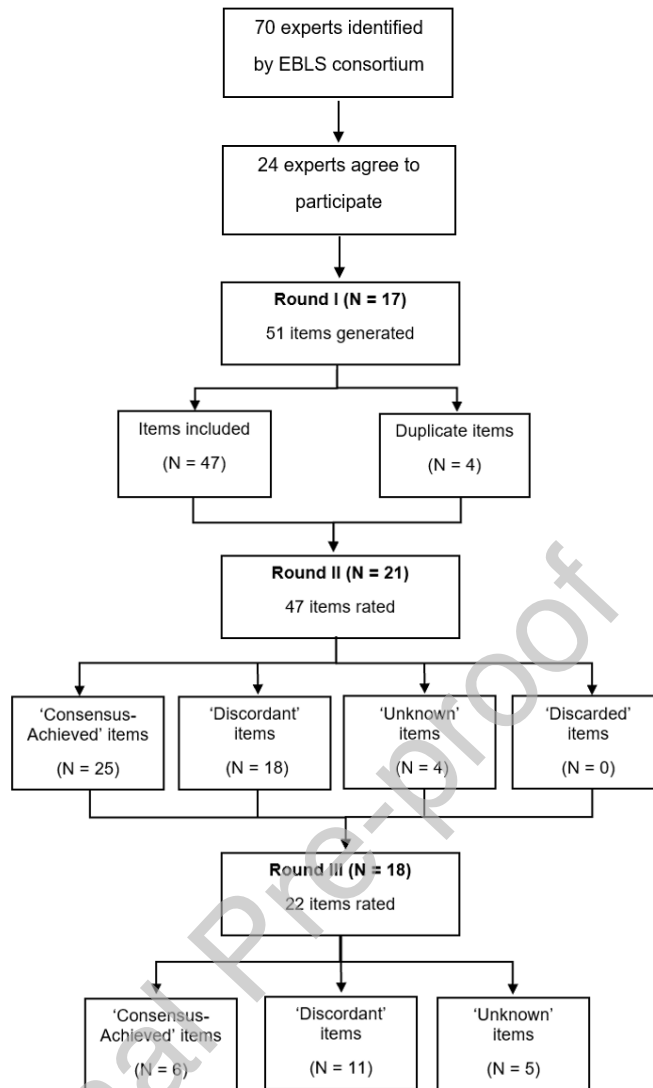 70 experts identified
by EBLS consortium
24 experts agree to
participate
Round I (N = 17)
51 items generated
Items included
(N = 47)
Duplicate items
(N = 4)
Round II (N = 21)
47 items rated
‘Consensus-
Achieved’ items
(N = 25)
‘Discordant’
items
(N = 18)
‘Unknown’
items
(N = 4)
‘Discarded’
items
(N = 0)
Round III (N = 18)
22 items rated
‘Consensus-
Achieved’ items
(N = 6)
‘Discordant’
items
(N = 11)
‘Unknown’
items
(N = 5)
nal Pre-proof